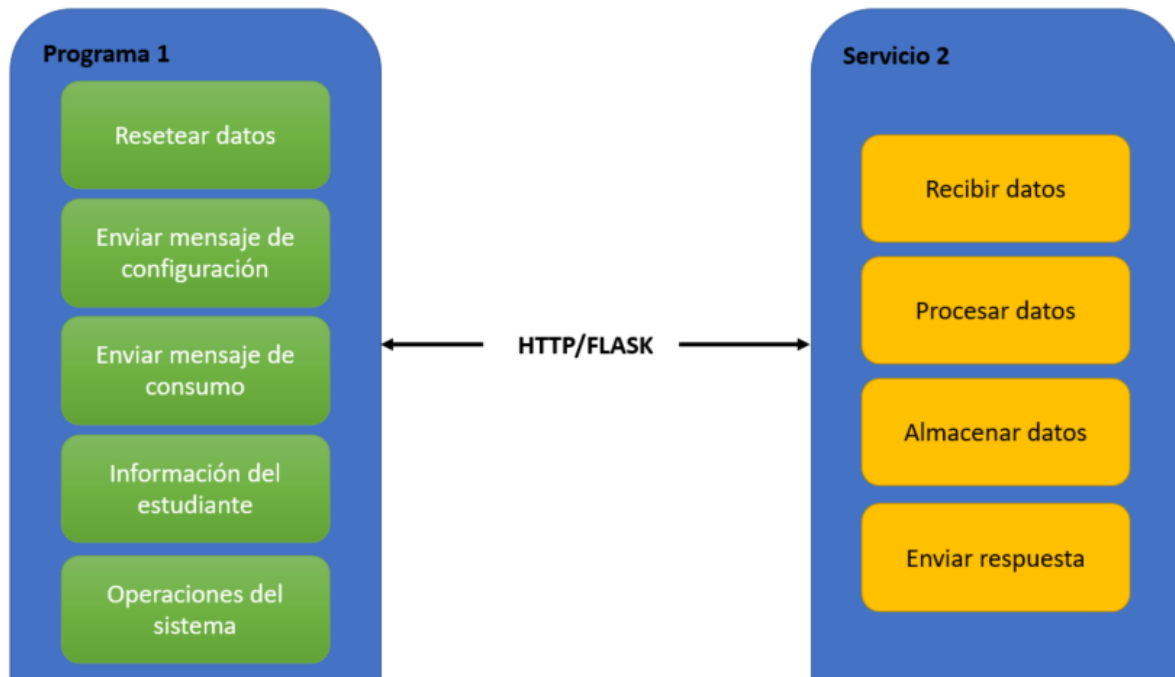 Programa 1
Resetear datos
Enviar mensaje de
configuración
Enviar mensaje de
consumo
Información del
estudiante
Operaciones del
sistema
HTTP/FLASK
Servicio 2
Recibir datos
Procesar datos
Almacenar datos
Enviar respuesta